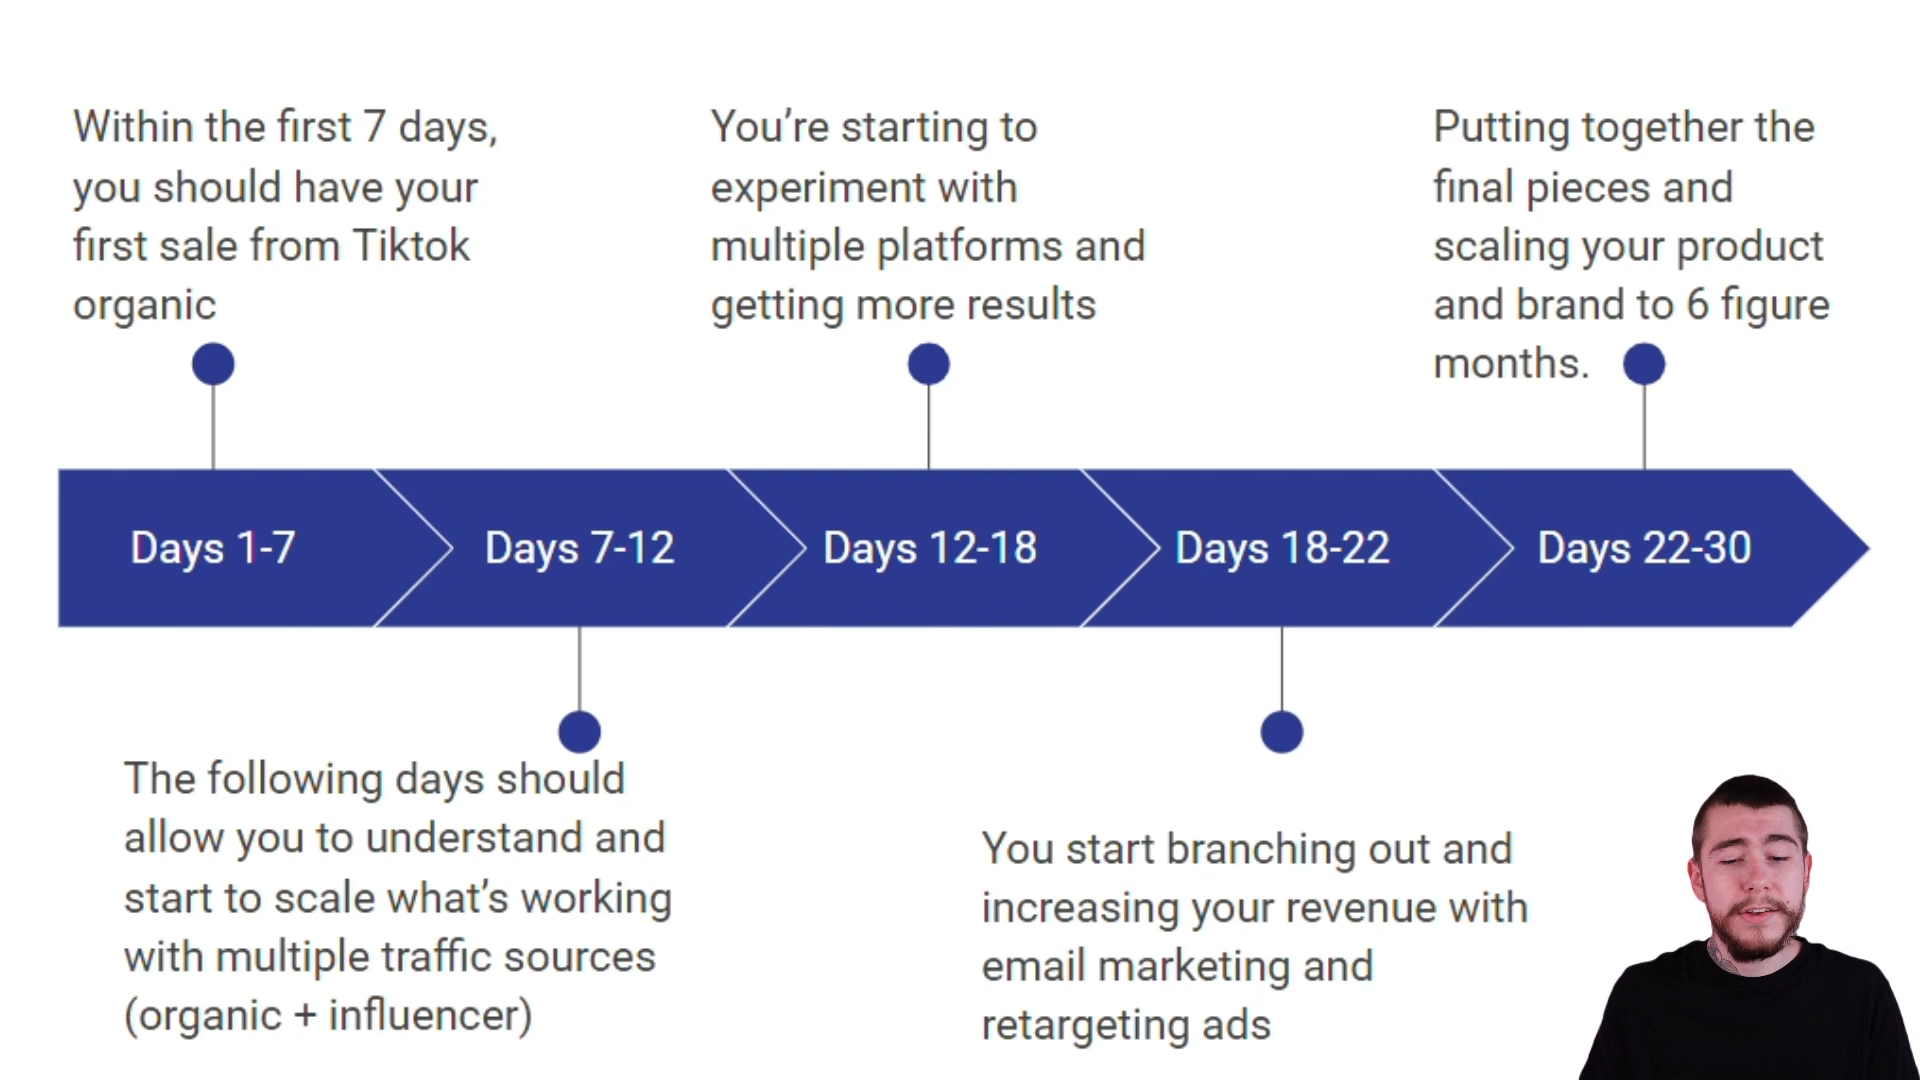 Within the first 7 days,
you should have your
first sale from Tiktok
organic
You're starting to
experiment with
multiple platforms and
getting more results
Putting together the
final pieces and
scaling your product
and brand to 6 figure
months.
Days 1-7
Days 7-12
Days 12-18
Days 18-22
Days 22-30
The following days should
allow you to understand and
start to scale what's working
with multiple traffic sources
(organic + influencer)
You start branching out and
increasing your revenue with
email marketing and
retargeting ads